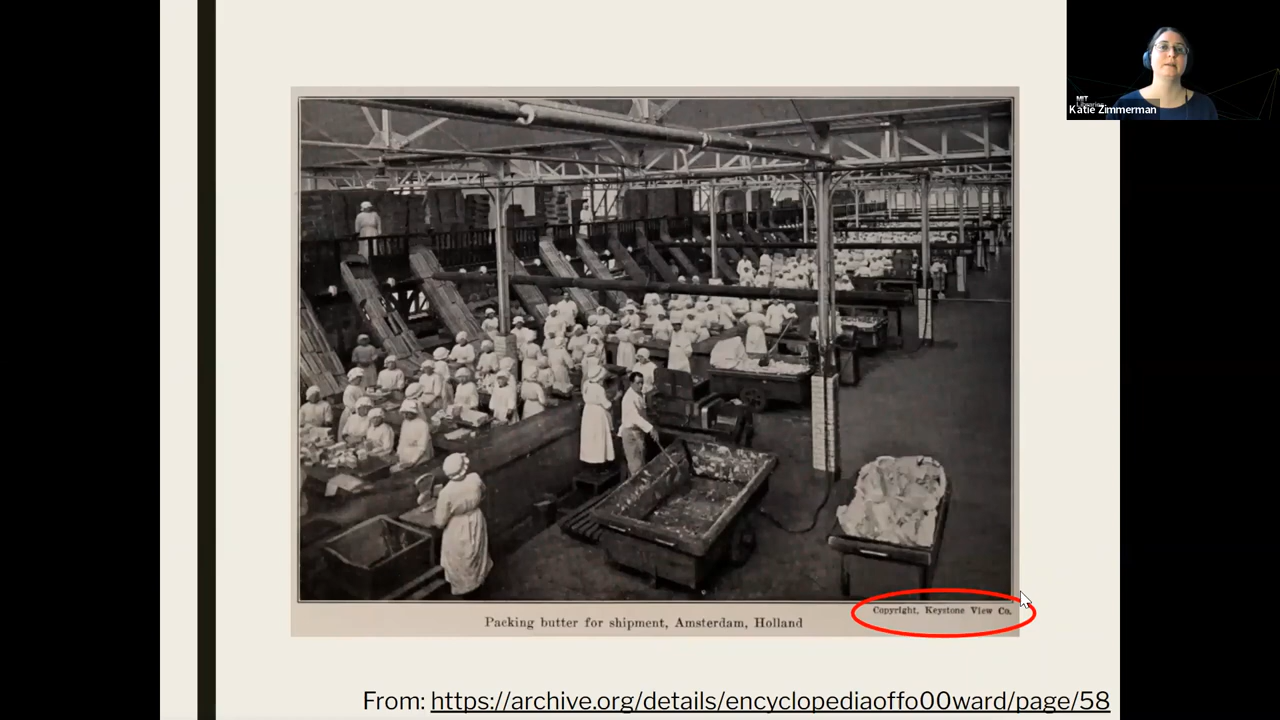 MIT
Katie Zimmerman
Copyright, Keystone View Co.
Packing butter for shipment, Amsterdam, Holland
From: https://archive.org/details/encyclopediaoffo00ward/page/58